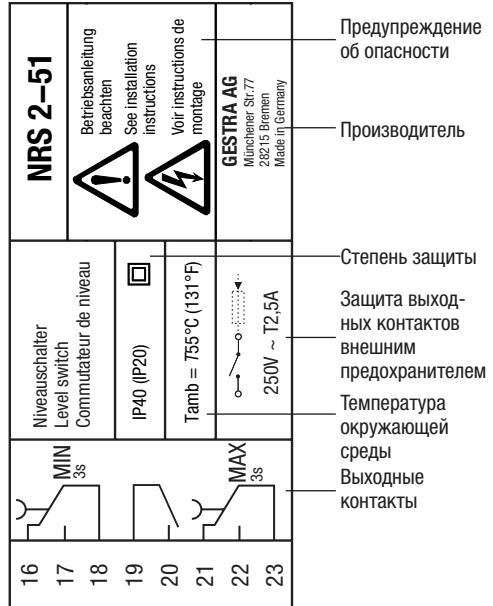 NRS 2–51
Betriebsanleitung
beachten
See installation
instructions
Voir instructions de
montage
GESTRA AG
Münchener Str.77
28215 Bremen
Made in Germany
Niveauschalter
Level switch
Commutateur de niveau
IP40 (IP20)
Tamb = 755°C (131°F)
250V ~ T2,5A
MIN
3s
MAX
3s
16
17
18
19
20
21
22
23
Предупреждение
об опасности
Производитель
Степень защиты
Защита выход-
ных контактов
внешним
предохранителем
Температура
окружающей
среды
Выходные
контакты